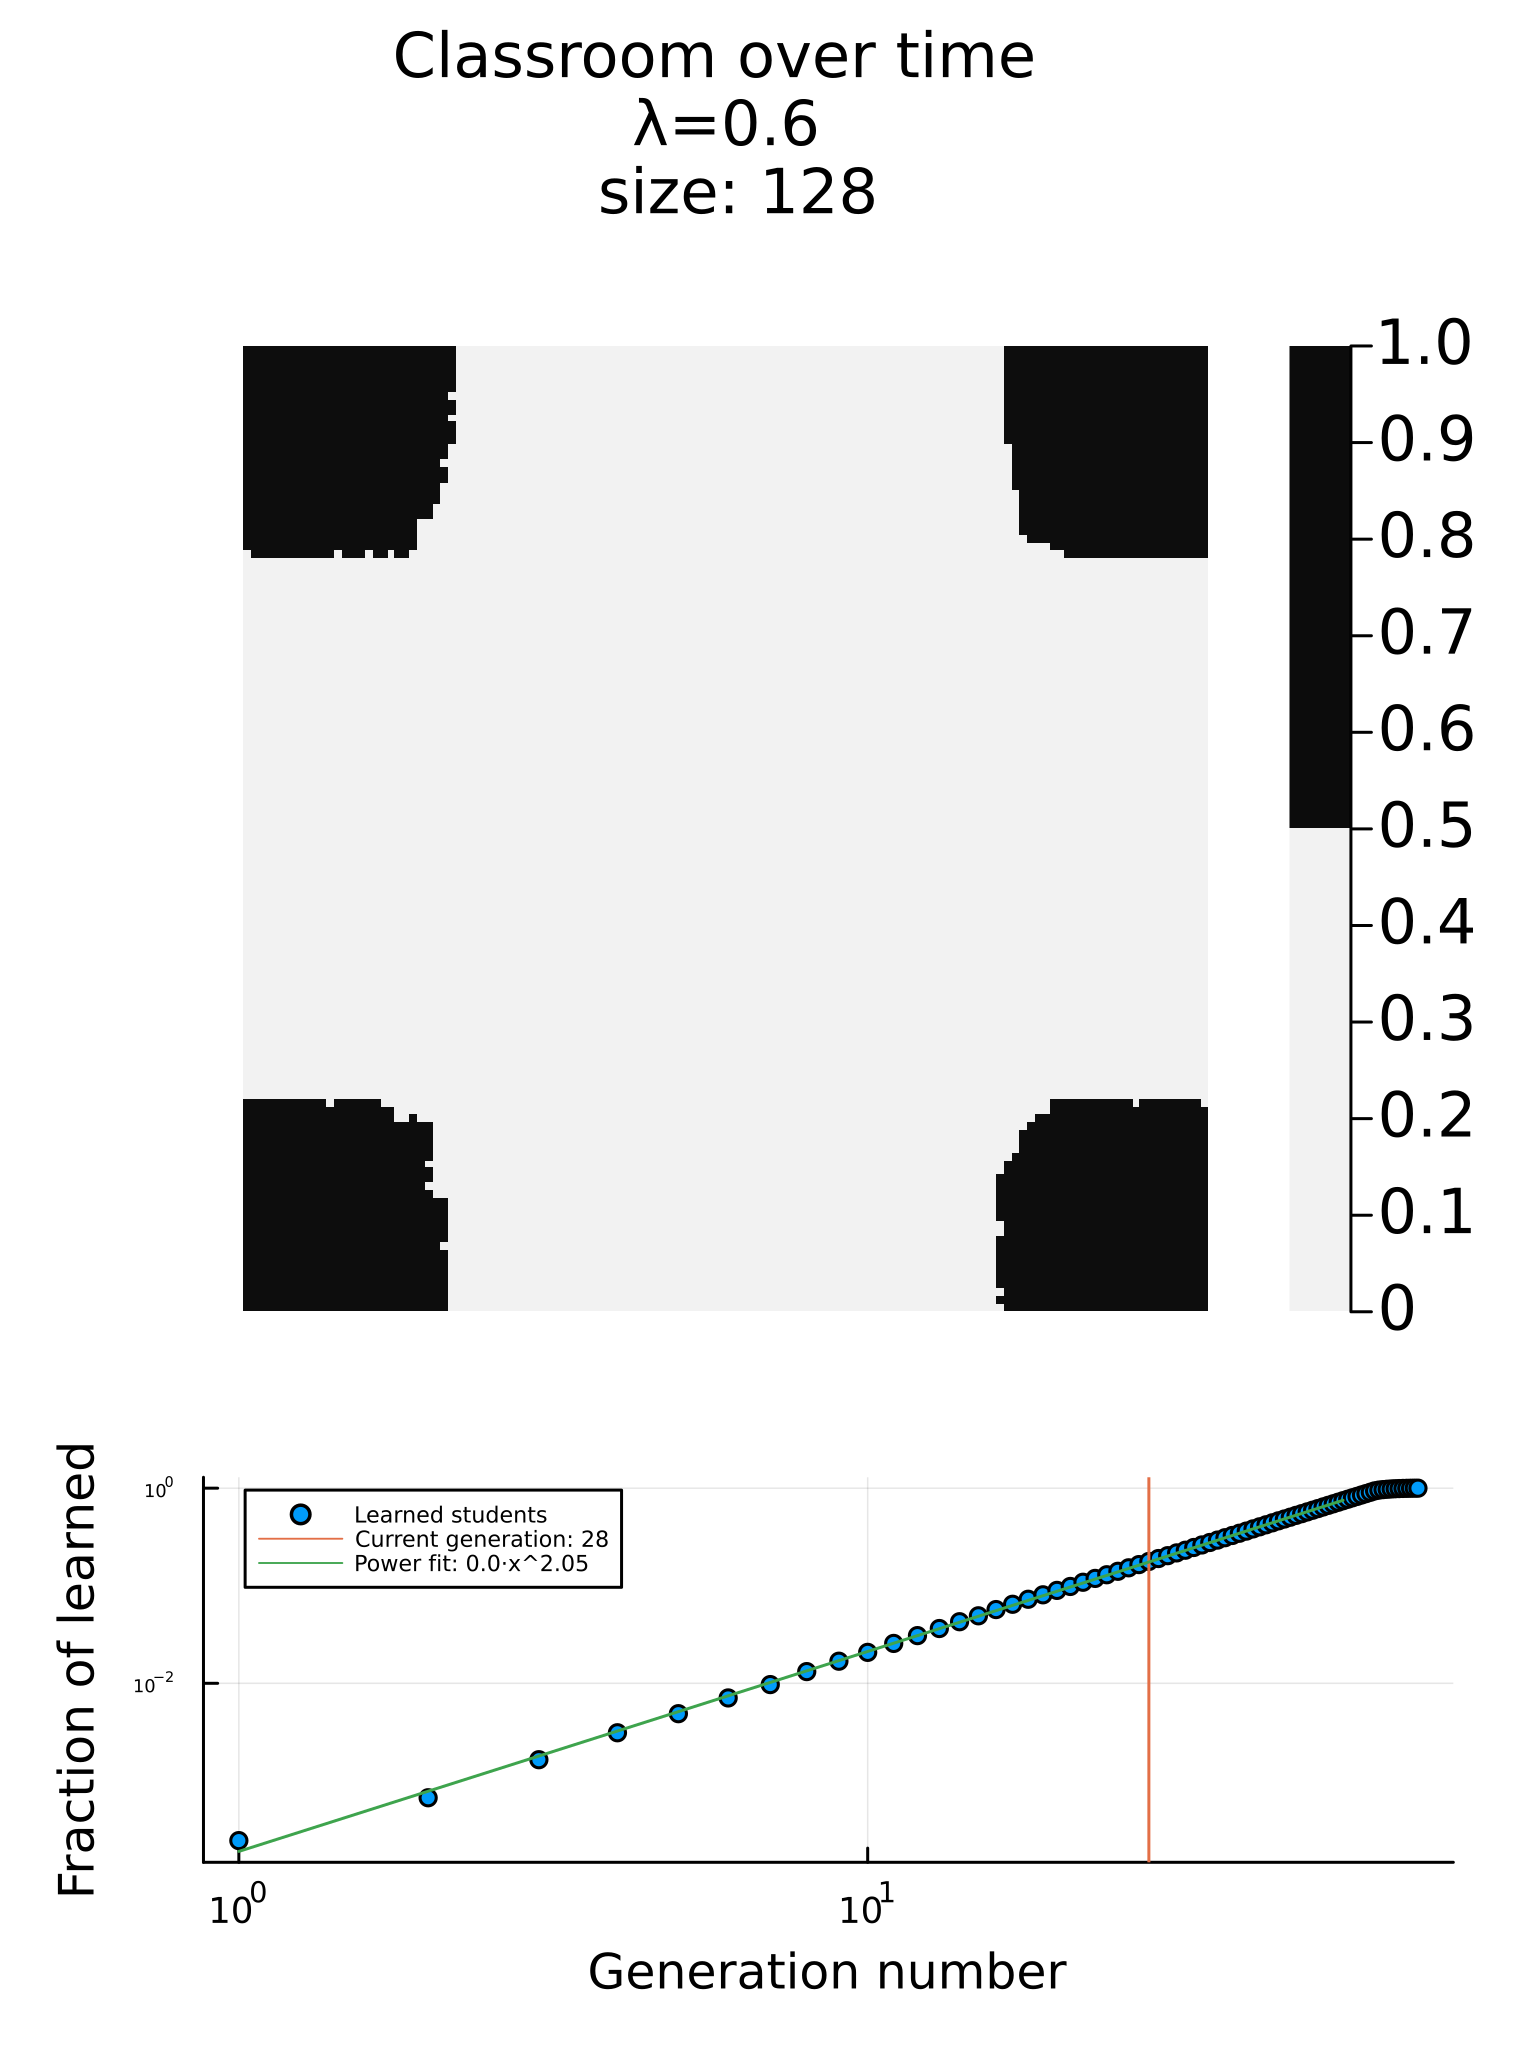 Classroom over time
λ=0.6
size: 128
1.0
0.9
0.8
0.7
0.6
0.5
0.4
0.3
0.2
0.1
0
Fraction of learned
10^0
10^−2
Learned students
Current generation: 28
Power fit: 0.0·x^2.05
10^0
10^1
Generation number